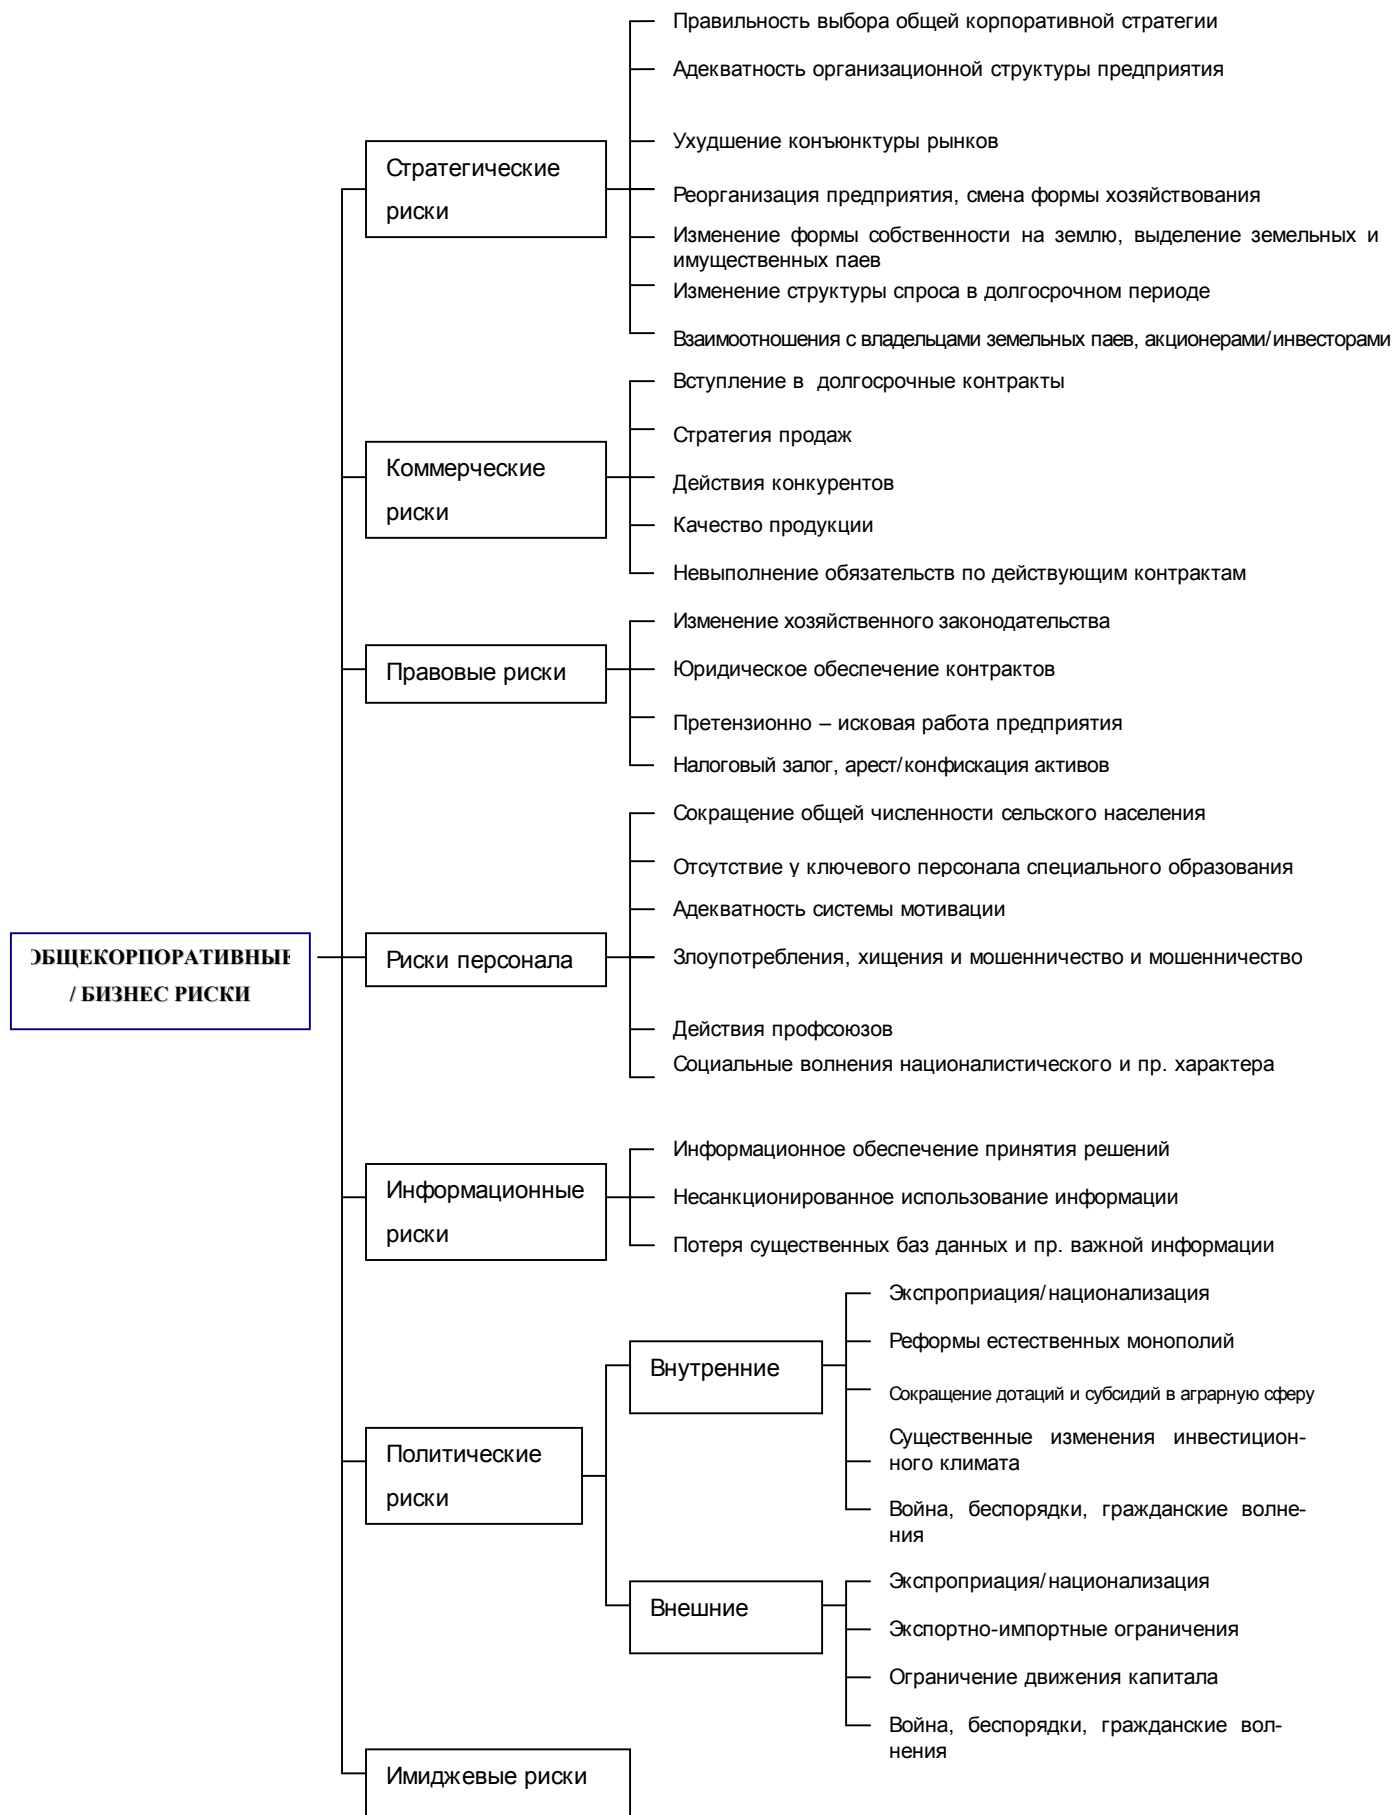 Правильность выбора общей корпоративной стратегии
Адекватность организационной структуры предприятия
Ухудшение конъюнктуры рынков
Стратегические
риски
Реорганизация предприятия, смена формы хозяйствования
Изменение формы собственности на землю, выделение земельных и
имущественных паев
Изменение структуры спроса в долгосрочном периоде
Взаимоотношения с владельцами земельных паев, акционерами/инвесторами
Вступление в долгосрочные контракты
Стратегия продаж
Коммерческие
риски
Действия конкурентов
Качество продукции
Невыполнение обязательств по действующим контрактам
Изменение хозяйственного законодательства
Правовые риски
Юридическое обеспечение контрактов
Претензионно – исковая работа предприятия
Налоговый залог, арест/конфискация активов
Сокращение общей численности сельского населения
Отсутствие у ключевого персонала специального образования
Адекватность системы мотивации
ОБЩЕКОРПОРАТИВНЫЕ
/ БИЗНЕС РИСКИ
Риски персонала
Злоупотребления, хищения и мошенничество и мошенничество
Действия профсоюзов
Социальные волнения националистического и пр. характера
Информационное обеспечение принятия решений
Информационные
риски
Несанкционированное использование информации
Потеря существенных баз данных и пр. важной информации
Политические
риски
Внутренние
Экспроприация/национализация
Реформы естественных монополий
Сокращение дотаций и субсидий в аграрную сферу
Существенные изменения инвестицион-
ного климата
Война, беспорядки, гражданские волне-
ния
Внешние
Экспроприация/национализация
Экспортно-импортные ограничения
Ограничение движения капитала
Война, беспорядки, гражданские вол-
нения
Имиджевые риски